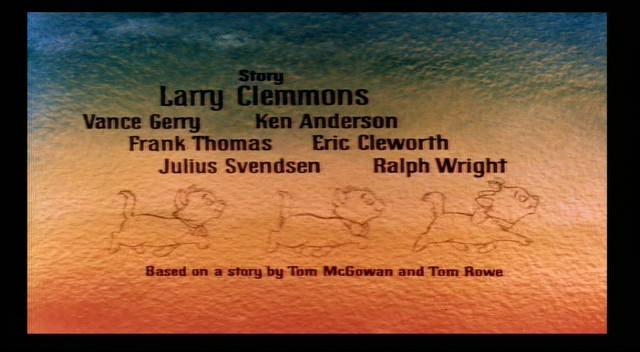 Story
Larry Clemmons
Vance Gerry Ken Anderson
Frank Thomas Eric Cleworth
Julius Svendsen Ralph Wright
Based on a story by Tom McGowan and Tom Rowe